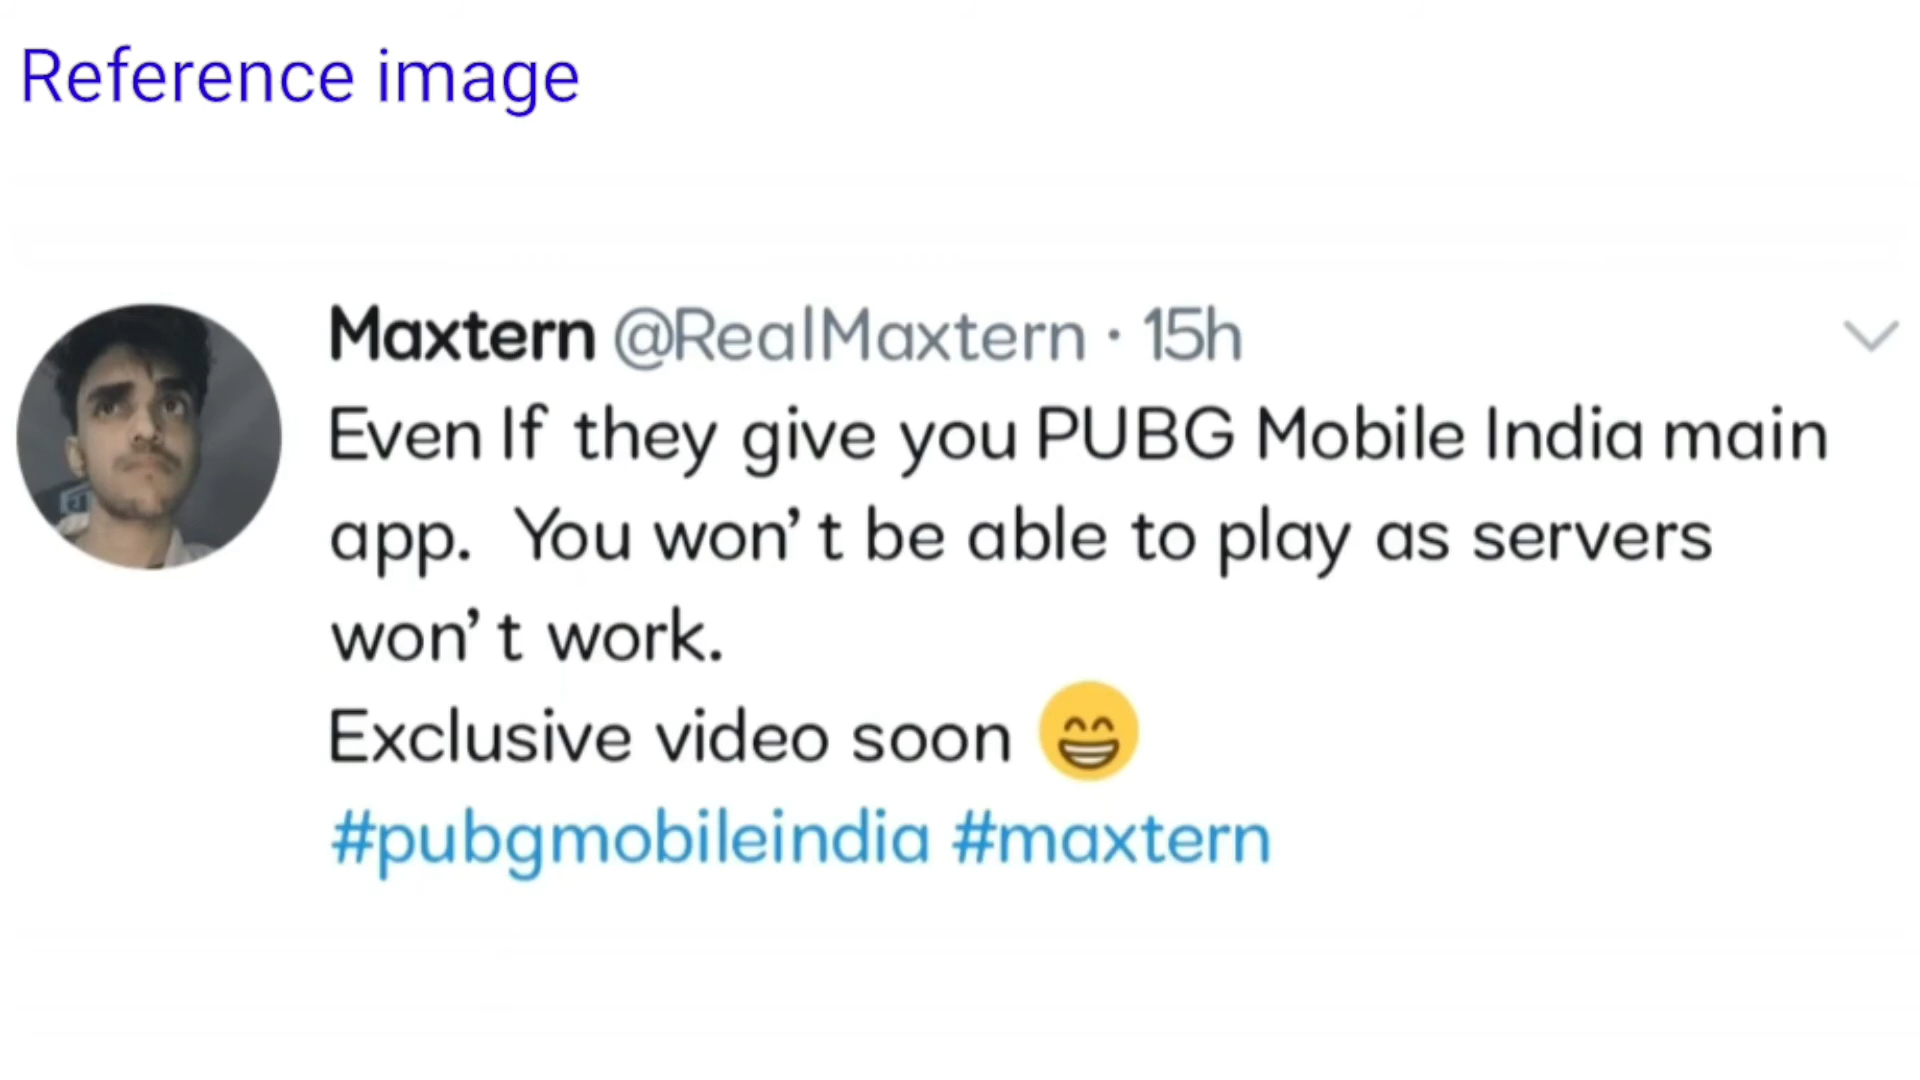 Reference image
Maxtern @RealMaxtern · 15h
Even If they give you PUBG Mobile India main
app. You won’t be able to play as servers
won’t work.
Exclusive video soon 😁
#pubgmobileindia #maxtern